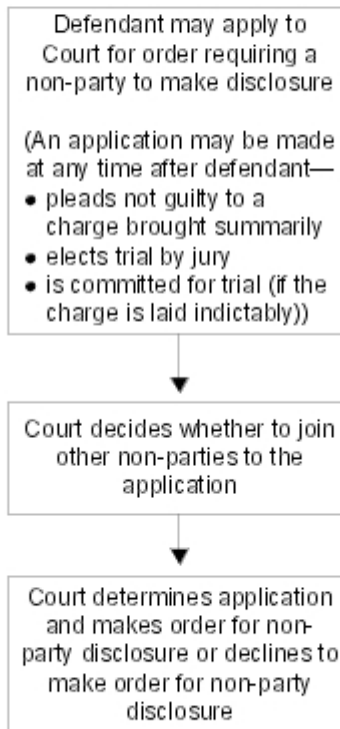 Defendant may apply to
Court for order requiring a
non-party to make disclosure
(An application may be made
at any time after defendant—
• pleads not guilty to a
charge brought summarily
• elects trial by jury
• is committed for trial (if the
charge is laid indictably))
Court decides whether to join
other non-parties to the
application
Court determines application
and makes order for non-
party disclosure or declines to
make order for non-party
disclosure